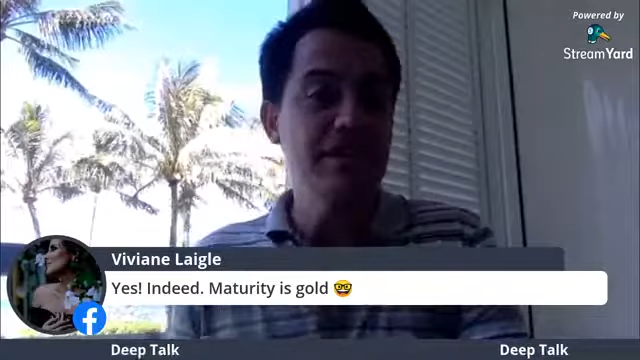 Powered by
StreamYard
Viviane Laigle
Yes! Indeed. Maturity is gold 🤓
Deep Talk
Deep Talk